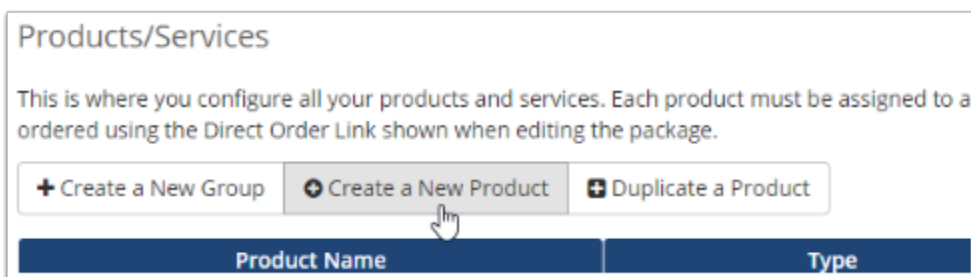 Products/Services
This is where you configure all your products and services. Each product must be assigned to a
ordered using the Direct Order Link shown when editing the package.
Create a New Group Create a New Product Duplicate a Product
Product Name Type